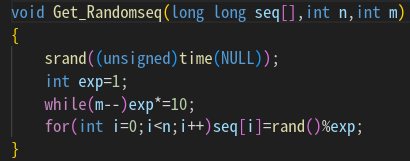 void Get_Randomseq(long long seq[],int n,int m)
{
    srand((unsigned)time(NULL));
    int exp=1;
    while(m--)exp*=10;
    for(int i=0;i<n;i++)seq[i]=rand()%exp;
}